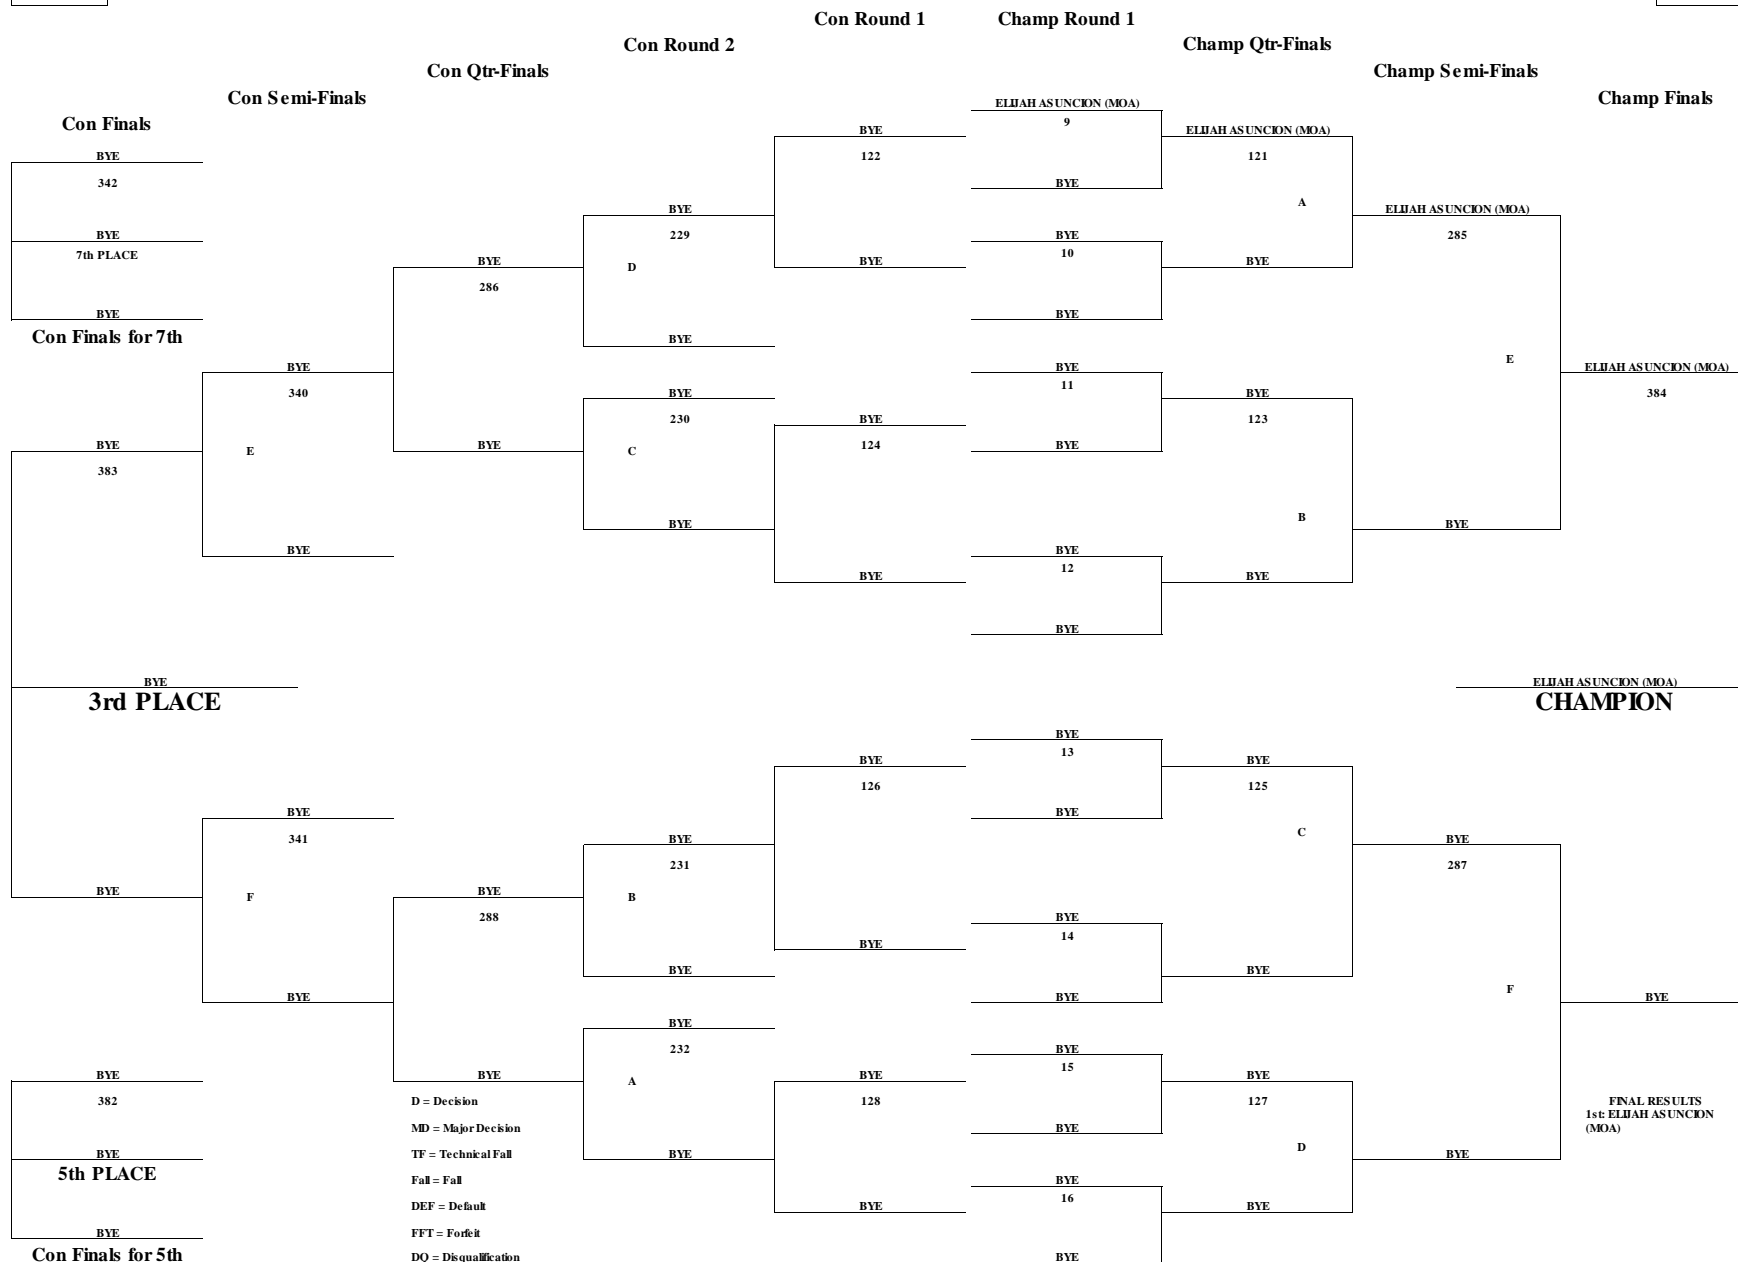 Con Round 1
Champ Round 1
Con Round 2
Champ Qtr-Finals
Con Qtr-Finals
Champ Semi-Finals
Con Semi-Finals
Champ Finals
ELIJAH ASUNCION (MOA)
9
Con Finals
BYE
ELIJAH ASUNCION (MOA)
BYE
122
121
342
BYE
A
BYE
ELIJAH ASUNCION (MOA)
BYE
BYE
229
285
7th PLACE
10
BYE
D
BYE
BYE
286
BYE
BYE
Con Finals for 7th
BYE
E
BYE
BYE
ELIJAH ASUNCION (MOA)
11
340
384
BYE
BYE
230
BYE
123
BYE
BYE
BYE
124
E
C
383
B
BYE
BYE
BYE
BYE
12
BYE
BYE
BYE
BYE
ELIJAH ASUNCION (MOA)
3rd PLACE
CHAMPION
BYE
13
BYE
BYE
126
125
BYE
BYE
341
C
BYE
BYE
231
287
BYE
F
BYE
B
288
BYE
14
BYE
BYE
BYE
F
BYE
BYE
BYE
BYE
232
BYE
15
BYE
BYE
A
BYE
BYE
382
D = Decision
128
127
FINAL RESULTS
1st: ELIJAH ASUNCION
(MOA)
MD = Major Decision
BYE
D
BYE
TF = Technical Fall
BYE
BYE
5th PLACE
Fall = Fall
BYE
16
DEF = Default
BYE
BYE
BYE
FFT = Forfeit
Con Finals for 5th
DQ = Disqualification
BYE